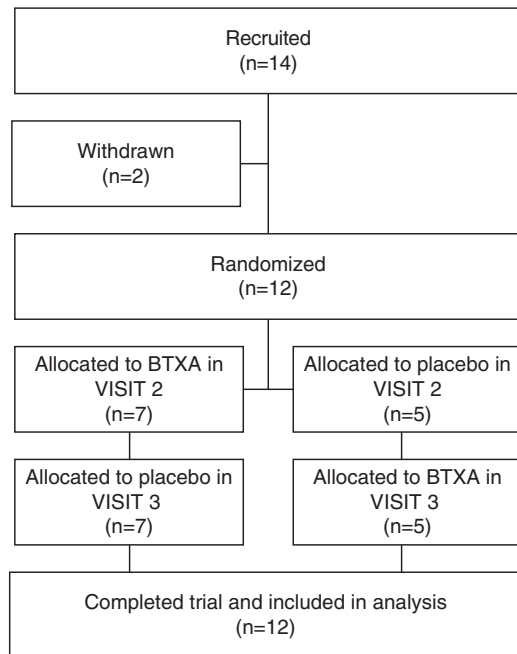 Recruited
(n=14)
Withdrawn
(n=2)
Randomized
(n=12)
Allocated to BTXA in
VISIT 2
(n=7)
Allocated to placebo in
VISIT 2
(n=5)
Allocated to placebo in
VISIT 3
(n=7)
Allocated to BTXA in
VISIT 3
(n=5)
Completed trial and included in analysis
(n=12)